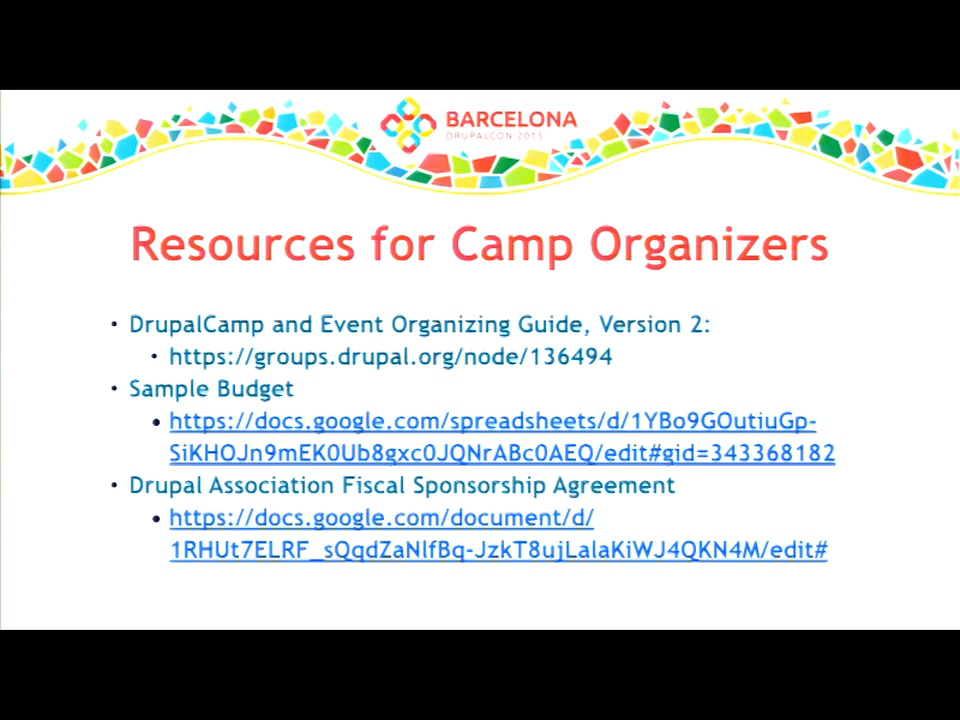 BARCELONA
DRUPALCON 2015
Resources for Camp Organizers
• DrupalCamp and Event Organizing Guide, Version 2:
• https://groups.drupal.org/node/136494
• Sample Budget
• https://docs.google.com/spreadsheets/d/1YBo9GOutiuGp-
SiKHOJn9mEK0Ub8gxc0JQNrABc0AEQ/edit#gid=343368182
• Drupal Association Fiscal Sponsorship Agreement
• https://docs.google.com/document/d/
1RHUt7ELRF_sQqdZaNlfBq-JzkT8ujLalaKiWJ4QKN4M/edit#